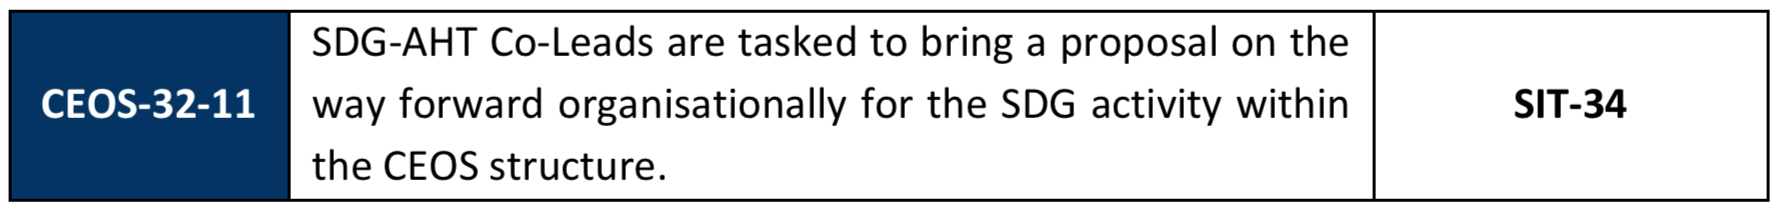 CEOS-32-11
SDG-AHT Co-Leads are tasked to bring a proposal on the
way forward organisationally for the SDG activity within
the CEOS structure.
SIT-34